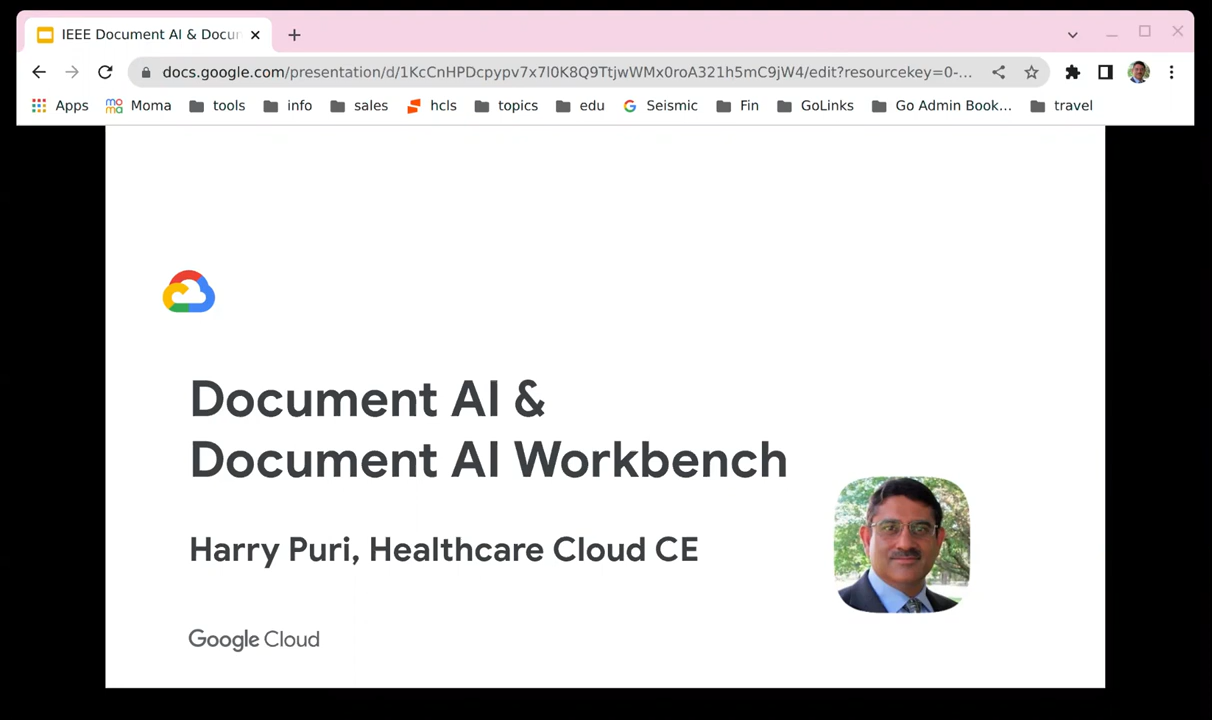 IEEE Document AI & Docun
docs.google.com/presentation/d/1KcCnHPDcpypv7x7l0K8Q9TtjwWMx0roA321h5mC9jW4/edit?resourcekey=0-...
Apps Moma tools info sales hcls topics edu Seismic Fin GoLinks Go Admin Book... travel
Document AI &
Document AI Workbench
Harry Puri, Healthcare Cloud CE
Google Cloud